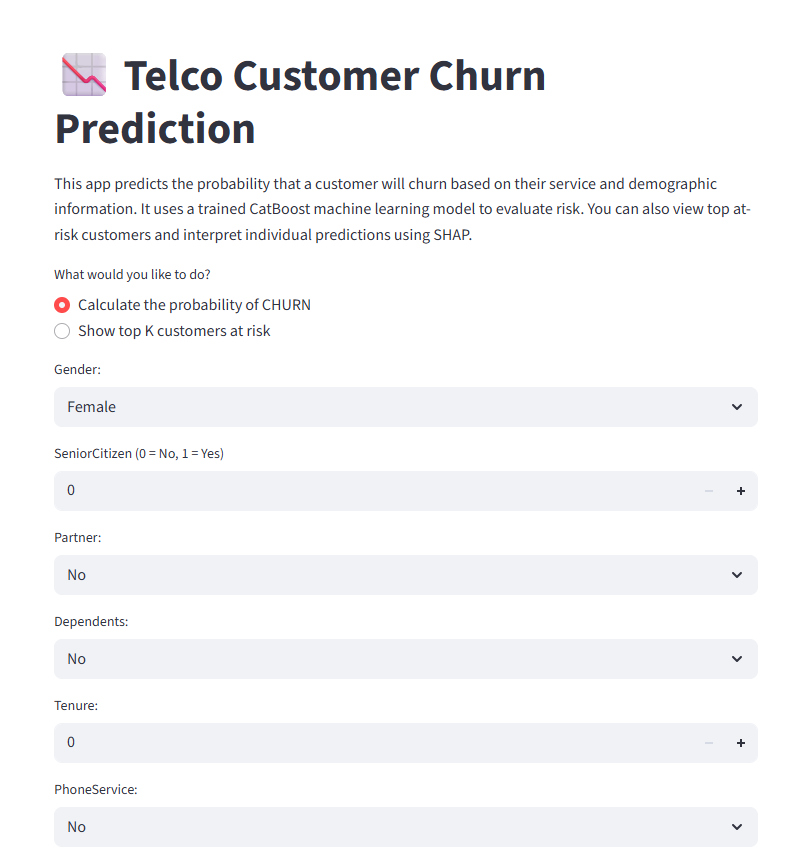 Telco Customer Churn
Prediction
This app predicts the probability that a customer will churn based on their service and demographic
information. It uses a trained CatBoost machine learning model to evaluate risk. You can also view top at-
risk customers and interpret individual predictions using SHAP.
What would you like to do?
Calculate the probability of CHURN
Show top K customers at risk
Gender:
Female
SeniorCitizen (0 = No, 1 = Yes)
0
Partner:
No
Dependents:
No
Tenure:
0
PhoneService:
No